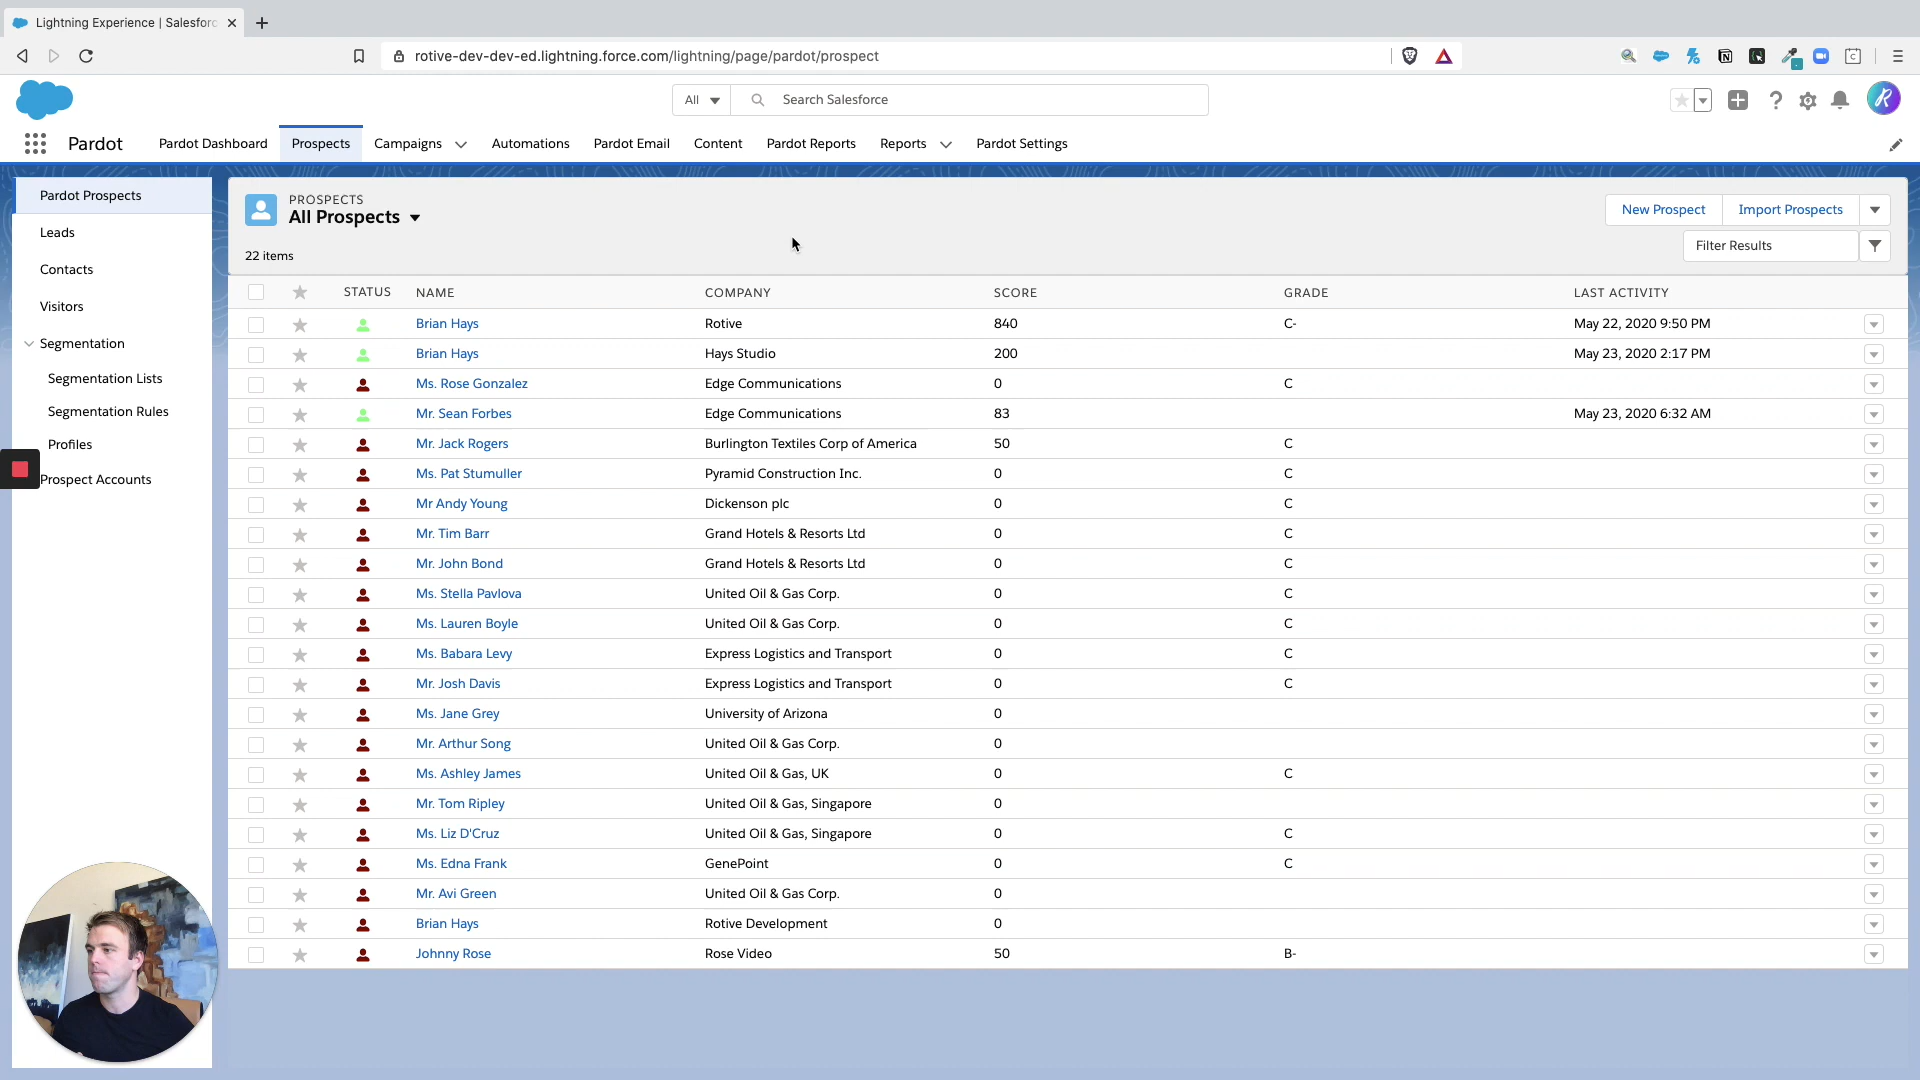 Lightning Experience | Salesforc
rotive-dev-dev-ed.lightning.force.com/lightning/page/pardot/prospect
All Search Salesforce
Pardot Pardot Dashboard Prospects Campaigns Automations Pardot Email Content Pardot Reports Reports Pardot Settings
Pardot Prospects
Leads
Contacts
Visitors
Segmentation
Segmentation Lists
Segmentation Rules
Profiles
Prospect Accounts
PROSPECTS
All Prospects
22 items
New Prospect Import Prospects
Filter Results
STATUS NAME COMPANY SCORE GRADE LAST ACTIVITY
Brian Hays Rotive 840 C- May 22, 2020 9:50 PM
Brian Hays Hays Studio 200 May 23, 2020 2:17 PM
Ms. Rose Gonzalez Edge Communications 0 C
Mr. Sean Forbes Edge Communications 83 May 23, 2020 6:32 AM
Mr. Jack Rogers Burlington Textiles Corp of America 50 C
Ms. Pat Stumuller Pyramid Construction Inc. 0 C
Mr Andy Young Dickenson plc 0 C
Mr. Tim Barr Grand Hotels & Resorts Ltd 0 C
Mr. John Bond Grand Hotels & Resorts Ltd 0 C
Ms. Stella Pavlova United Oil & Gas Corp. 0 C
Ms. Lauren Boyle United Oil & Gas Corp. 0 C
Ms. Babara Levy Express Logistics and Transport 0 C
Mr. Josh Davis Express Logistics and Transport 0 C
Ms. Jane Grey University of Arizona 0
Mr. Arthur Song United Oil & Gas Corp. 0
Ms. Ashley James United Oil & Gas, UK 0 C
Mr. Tom Ripley United Oil & Gas, Singapore 0
Ms. Liz D'Cruz United Oil & Gas, Singapore 0 C
Ms. Edna Frank GenePoint 0 C
Mr. Avi Green United Oil & Gas Corp. 0
Brian Hays Rotive Development 0
Johnny Rose Rose Video 50 B-